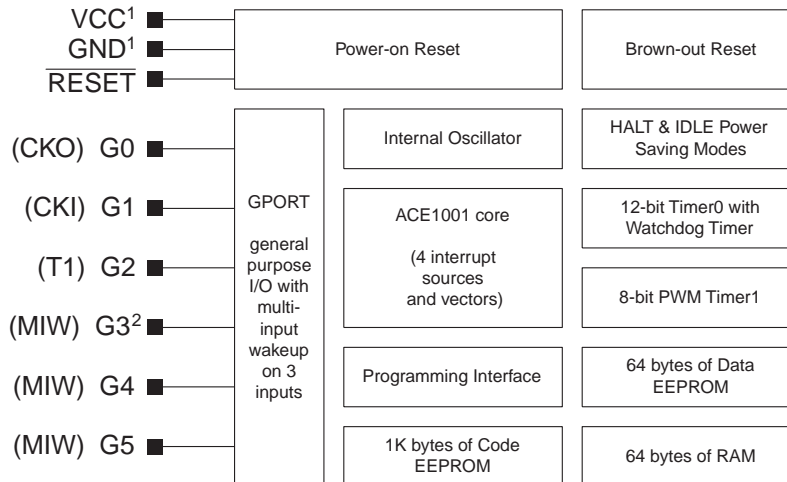 VCC¹
GND¹
RESET
Power-on Reset
Brown-out Reset
(CKO) G0
(CKI) G1
(T1) G2
(MIW) G3²
(MIW) G4
(MIW) G5
GPORT
general
purpose
I/O with
multi-
input
wakeup
on 3
inputs
Internal Oscillator
HALT & IDLE Power
Saving Modes
ACE1001 core
(4 interrupt
sources
and vectors)
12-bit Timer0 with
Watchdog Timer
8-bit PWM Timer1
Programming Interface
64 bytes of Data
EEPROM
1K bytes of Code
EEPROM
64 bytes of RAM